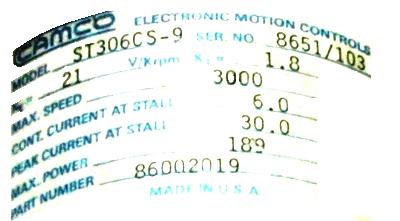 CAMCO ELECTRONIC MOTION CONTROLS
MODEL ST306CS-9 SER. NO. 8651/103
21 V/Krpm 1.8
MAX. SPEED 3000
CONT. CURRENT AT STALL 6.0
PEAK CURRENT AT STALL 30.0
MAX. POWER 189
PART NUMBER 86002019
MADE IN U.S.A.